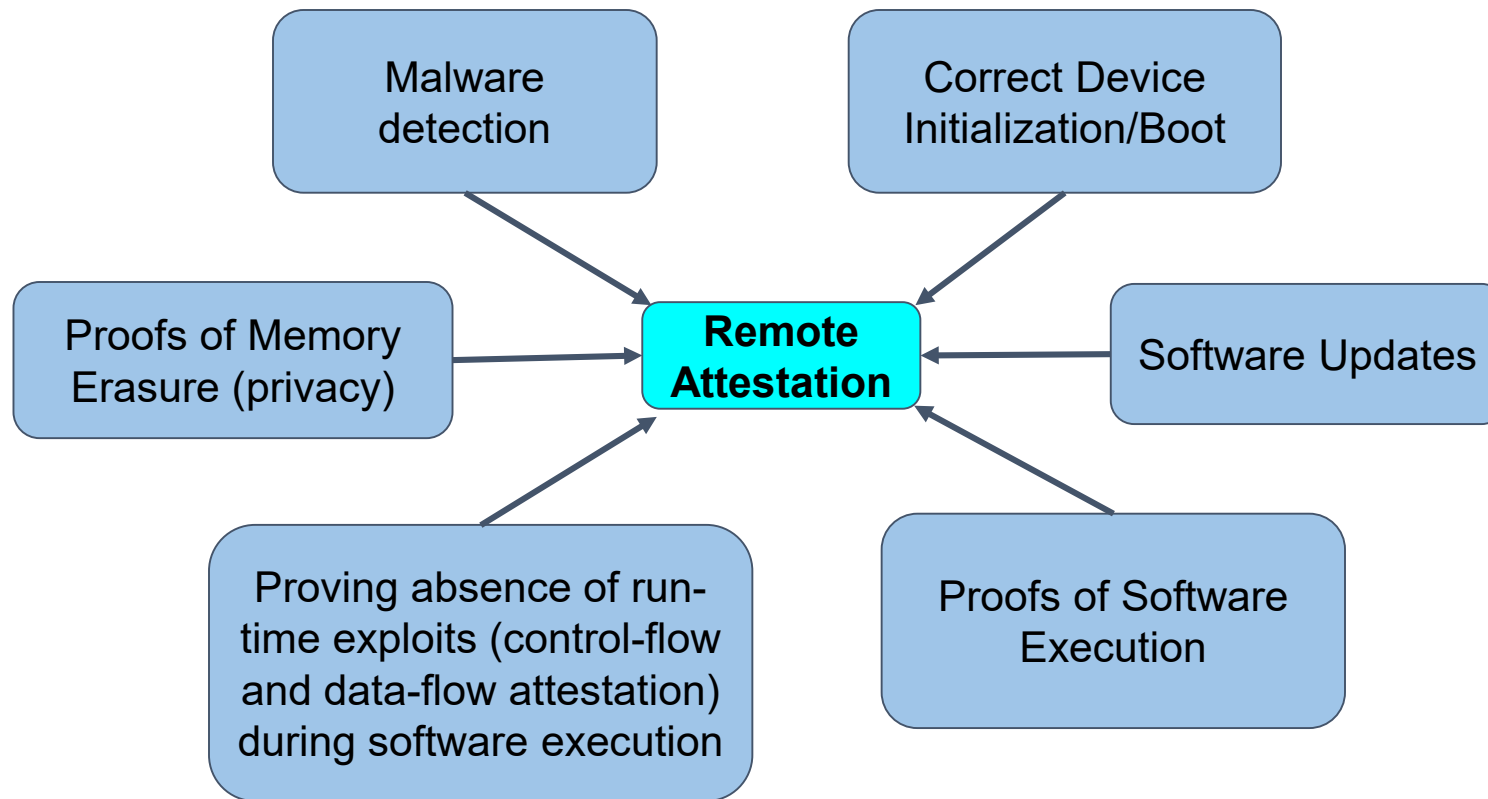 Malware
detection
Correct Device
Initialization/Boot
Proofs of Memory
Erasure (privacy)
Remote
Attestation
Software Updates
Proving absence of run-
time exploits (control-flow
and data-flow attestation)
during software execution
Proofs of Software
Execution